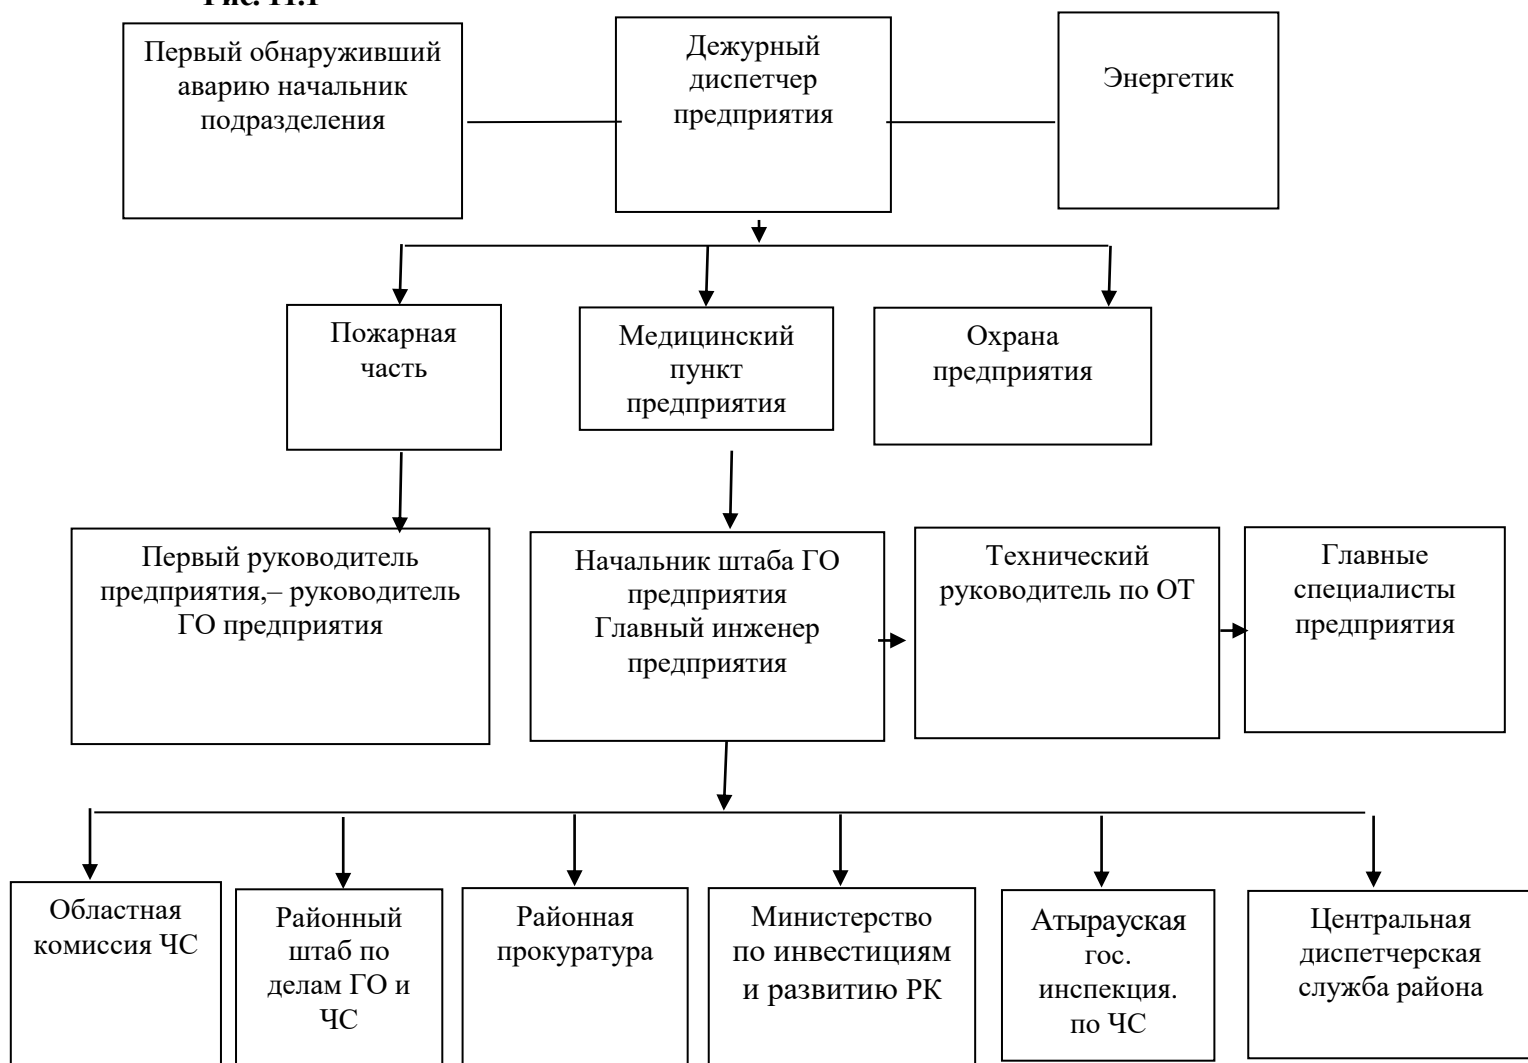 Рис. 11.1
Первый обнаруживший
аварию начальник
подразделения
Дежурный
диспетчер
предприятия
Энергетик
Пожарная
часть
Медицинский
пункт
предприятия
Охрана
предприятия
Первый руководитель
предприятия,– руководитель
ГО предприятия
Начальник штаба ГО
предприятия
Главный инженер
предприятия
Технический
руководитель по ОТ
Главные
специалисты
предприятия
Областная
комиссия ЧС
Районный
штаб по
делам ГО и
ЧС
Районная
прокуратура
Министерство
по инвестициям
и развитию РК
Атырауская
гос.
инспекция.
по ЧС
Центральная
диспетчерская
служба района